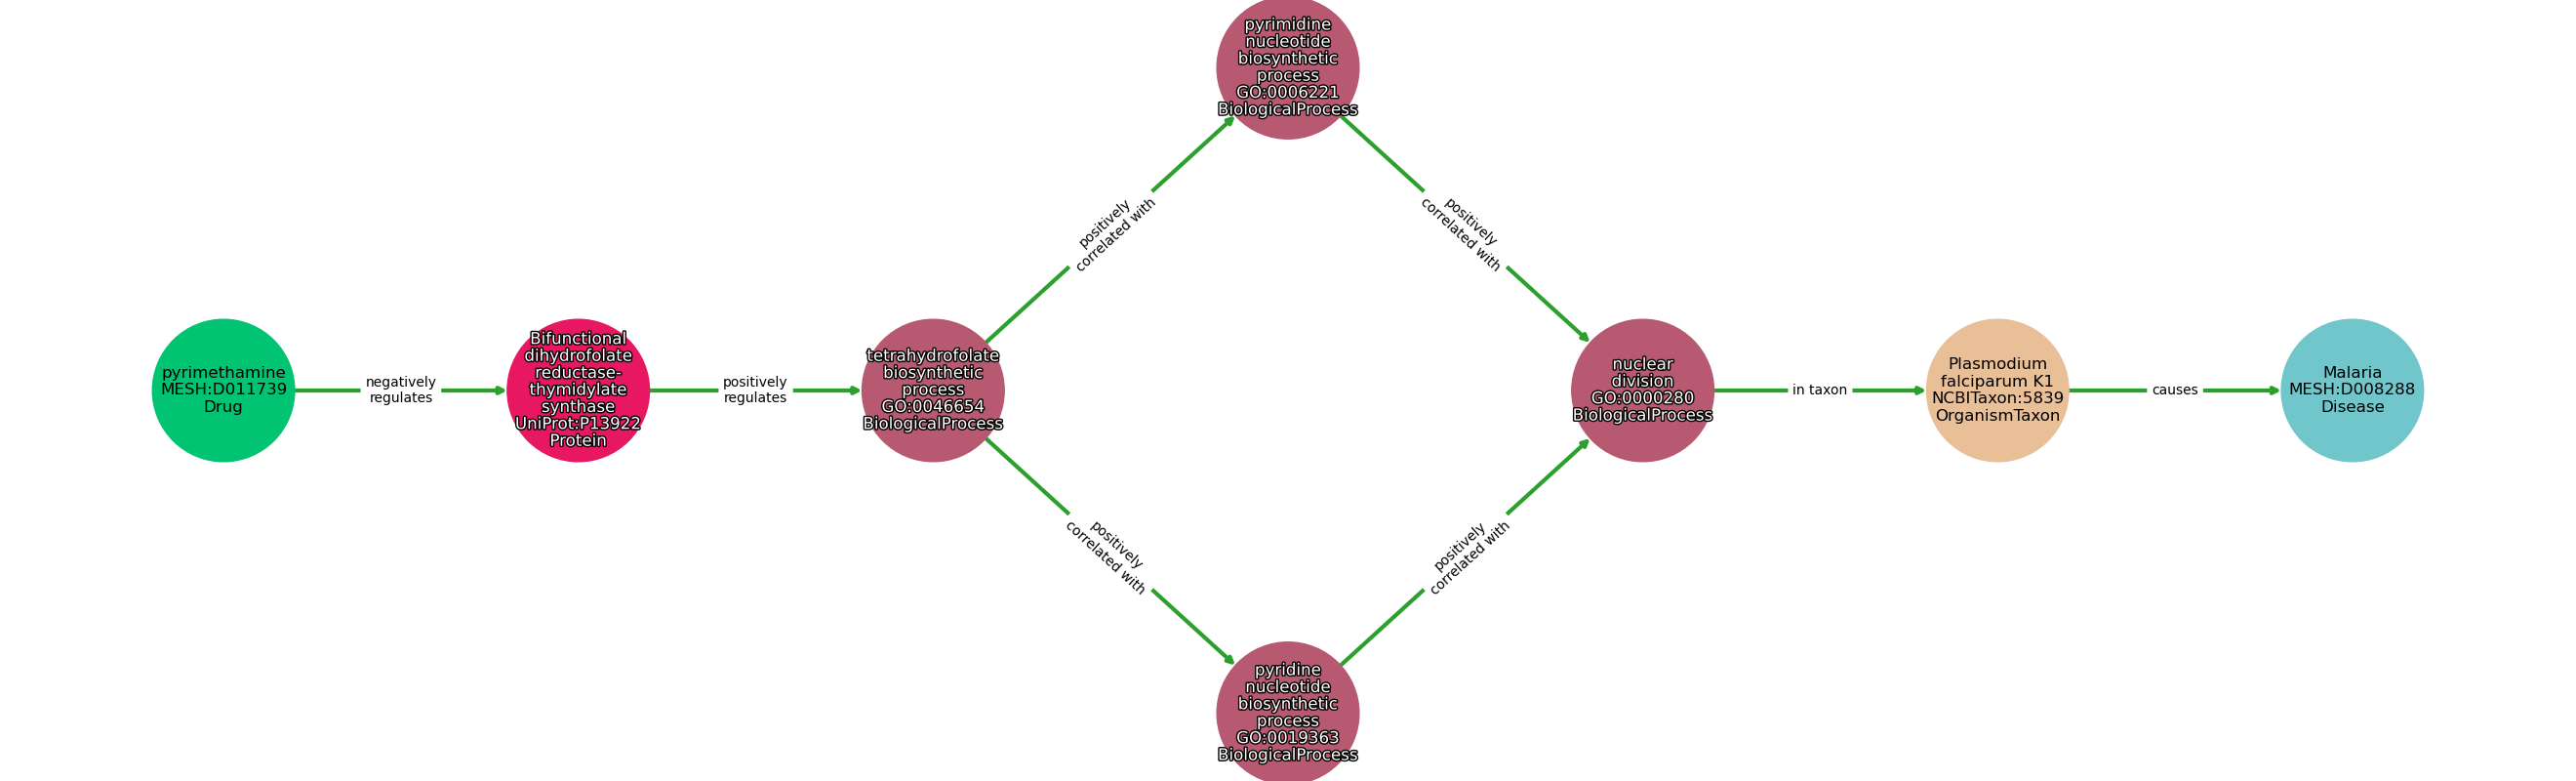 pyrimethamine
MESH:D011739
Drug
negatively
regulates
Bifunctional
dihydrofolate
reductase-
thymidylate
synthase
UniProt:P13922
Protein
positively
regulates
tetrahydrofolate
biosynthetic
process
GO:0046654
BiologicalProcess
positively
correlated with
pyrimidine
nucleotide
biosynthetic
process
GO:0006221
BiologicalProcess
positively
correlated with
positively
correlated with
pyridine
nucleotide
biosynthetic
process
GO:0019363
BiologicalProcess
positively
correlated with
nuclear
division
GO:0000280
BiologicalProcess
in taxon
Plasmodium
falciparum K1
NCBITaxon:5839
OrganismTaxon
causes
Malaria
MESH:D008288
Disease